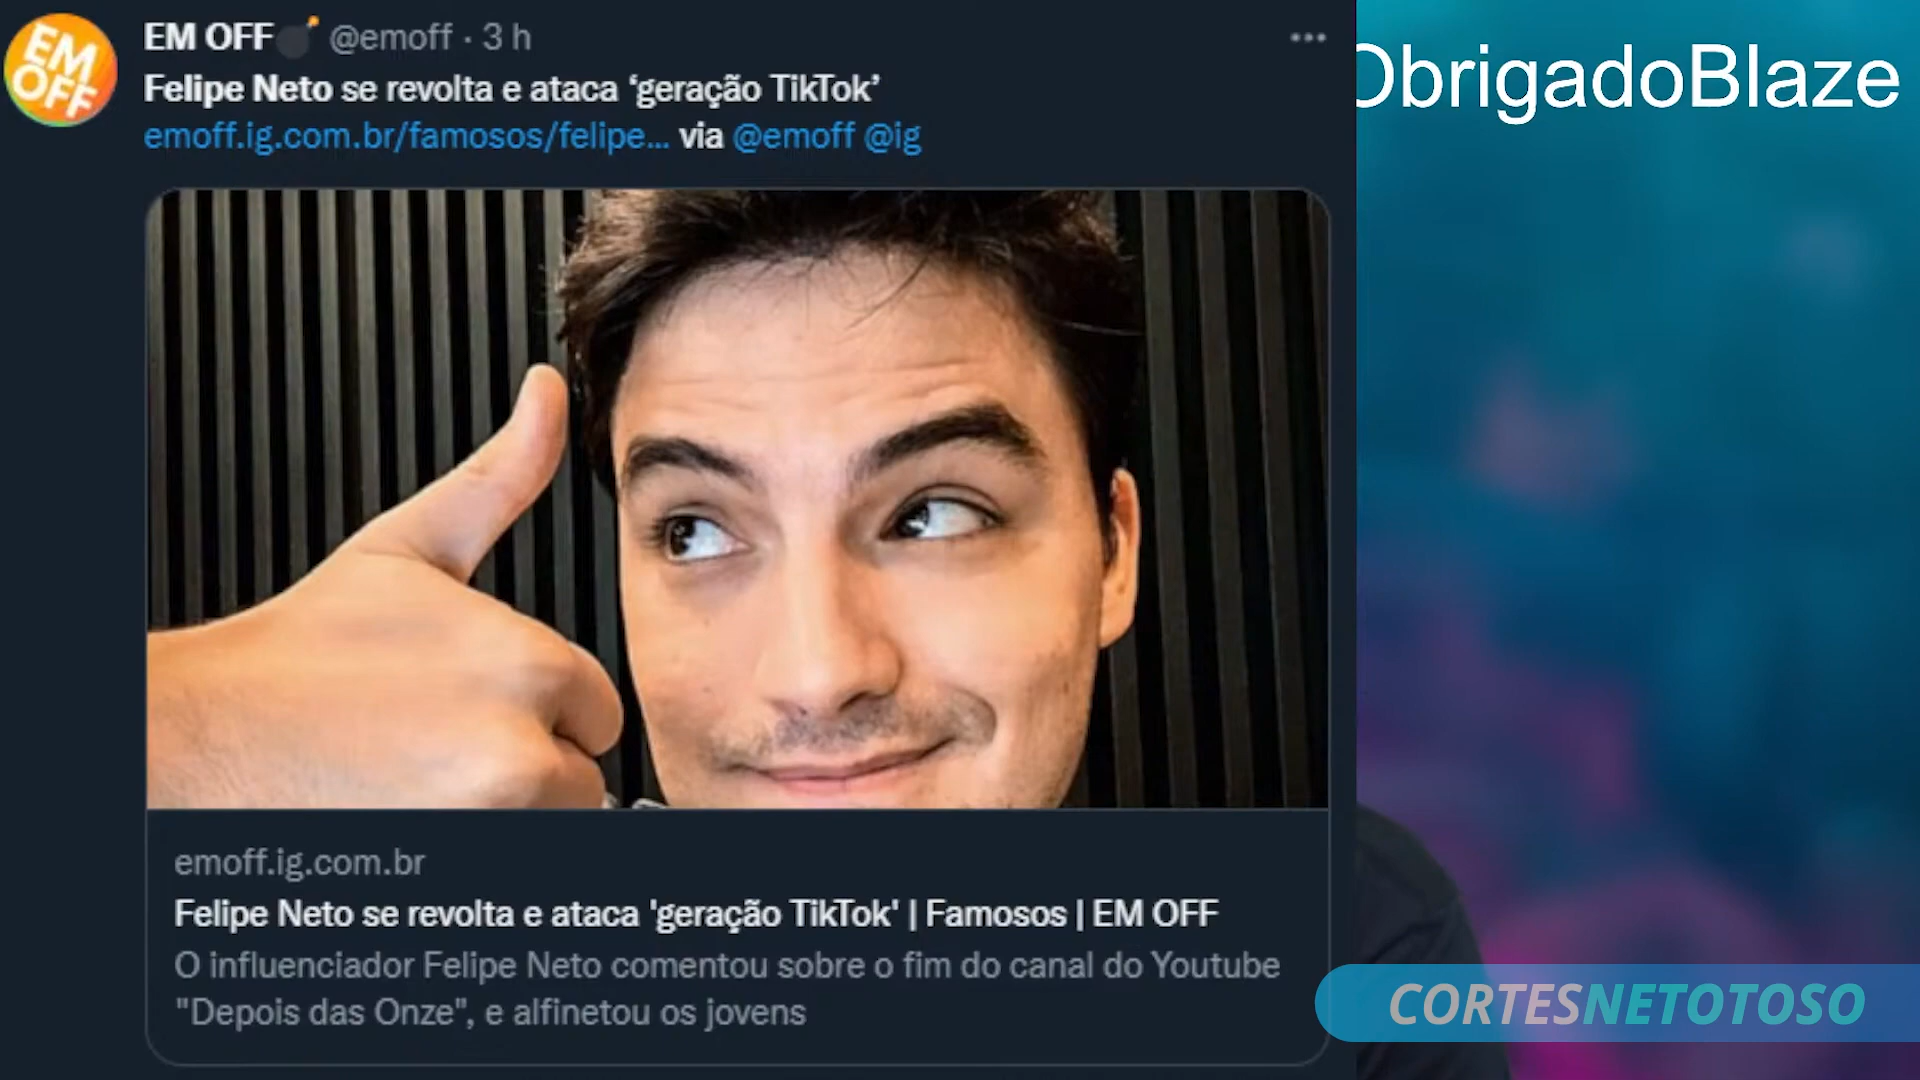 EM OFF
EM OFF💣 @emoff · 3 h
Felipe Neto se revolta e ataca ‘geração TikTok’
emoff.ig.com.br/famosos/felipe... via @emoff @ig
emoff.ig.com.br
Felipe Neto se revolta e ataca 'geração TikTok' | Famosos | EM OFF
O influenciador Felipe Neto comentou sobre o fim do canal do Youtube
"Depois das Onze", e alfinetou os jovens
ObrigadoBlaze
CORTESNETOTOSO